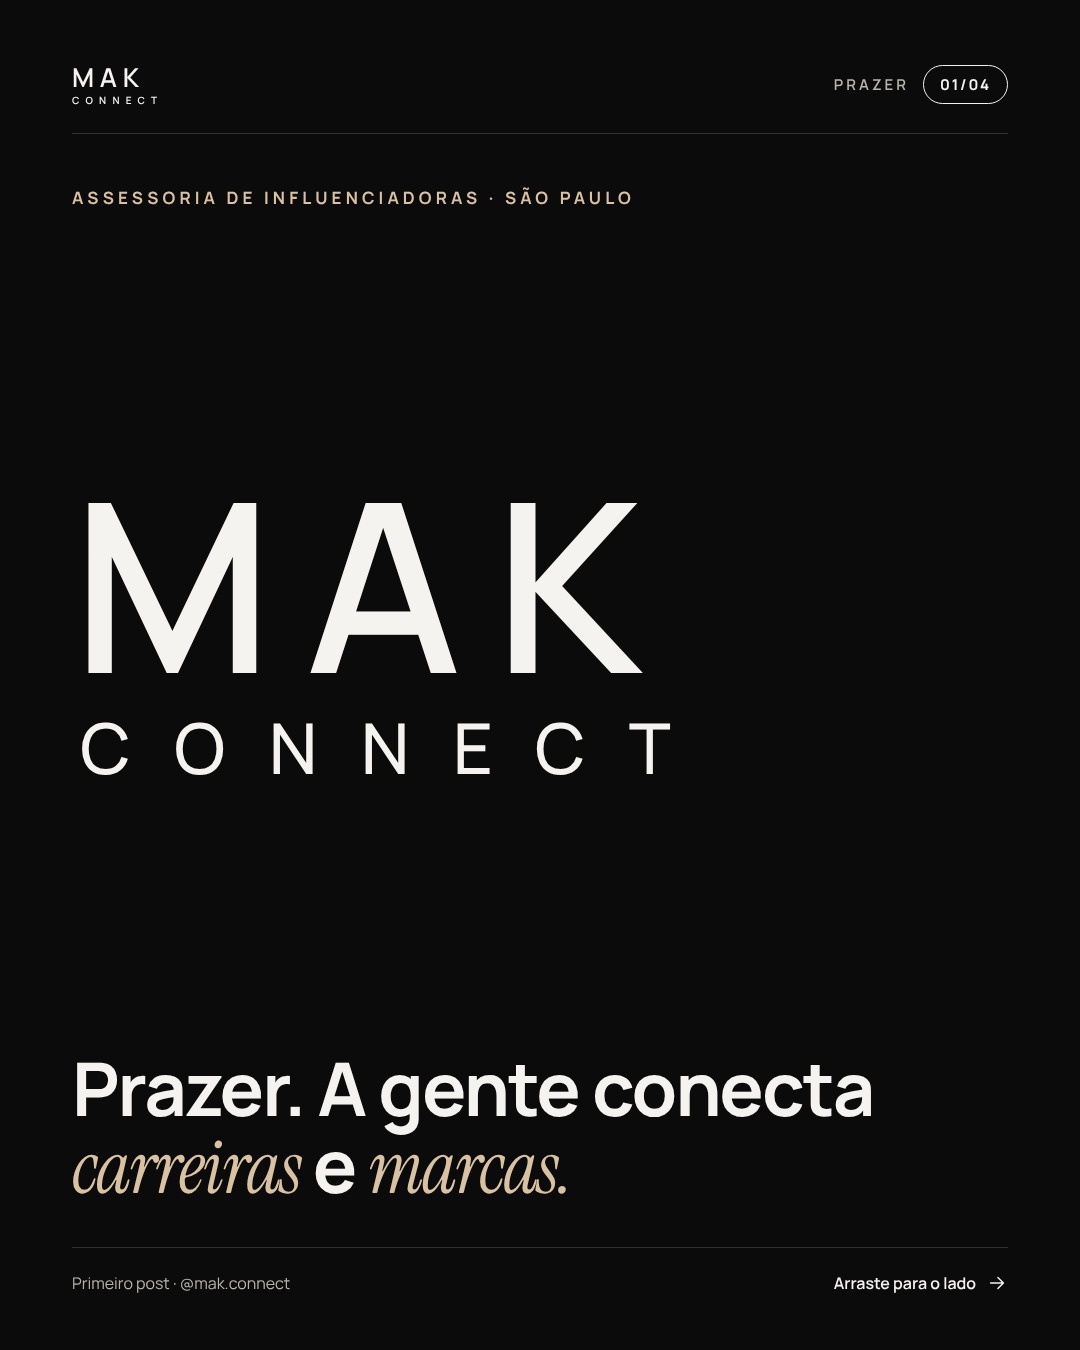 MAK
CONNECT
PRAZER 01/04
ASSESSORIA DE INFLUENCIADORAS · SÃO PAULO
MAK
CONNECT
Prazer. A gente conecta
carreiras e marcas.
Primeiro post · @mak.connect
Arraste para o lado →